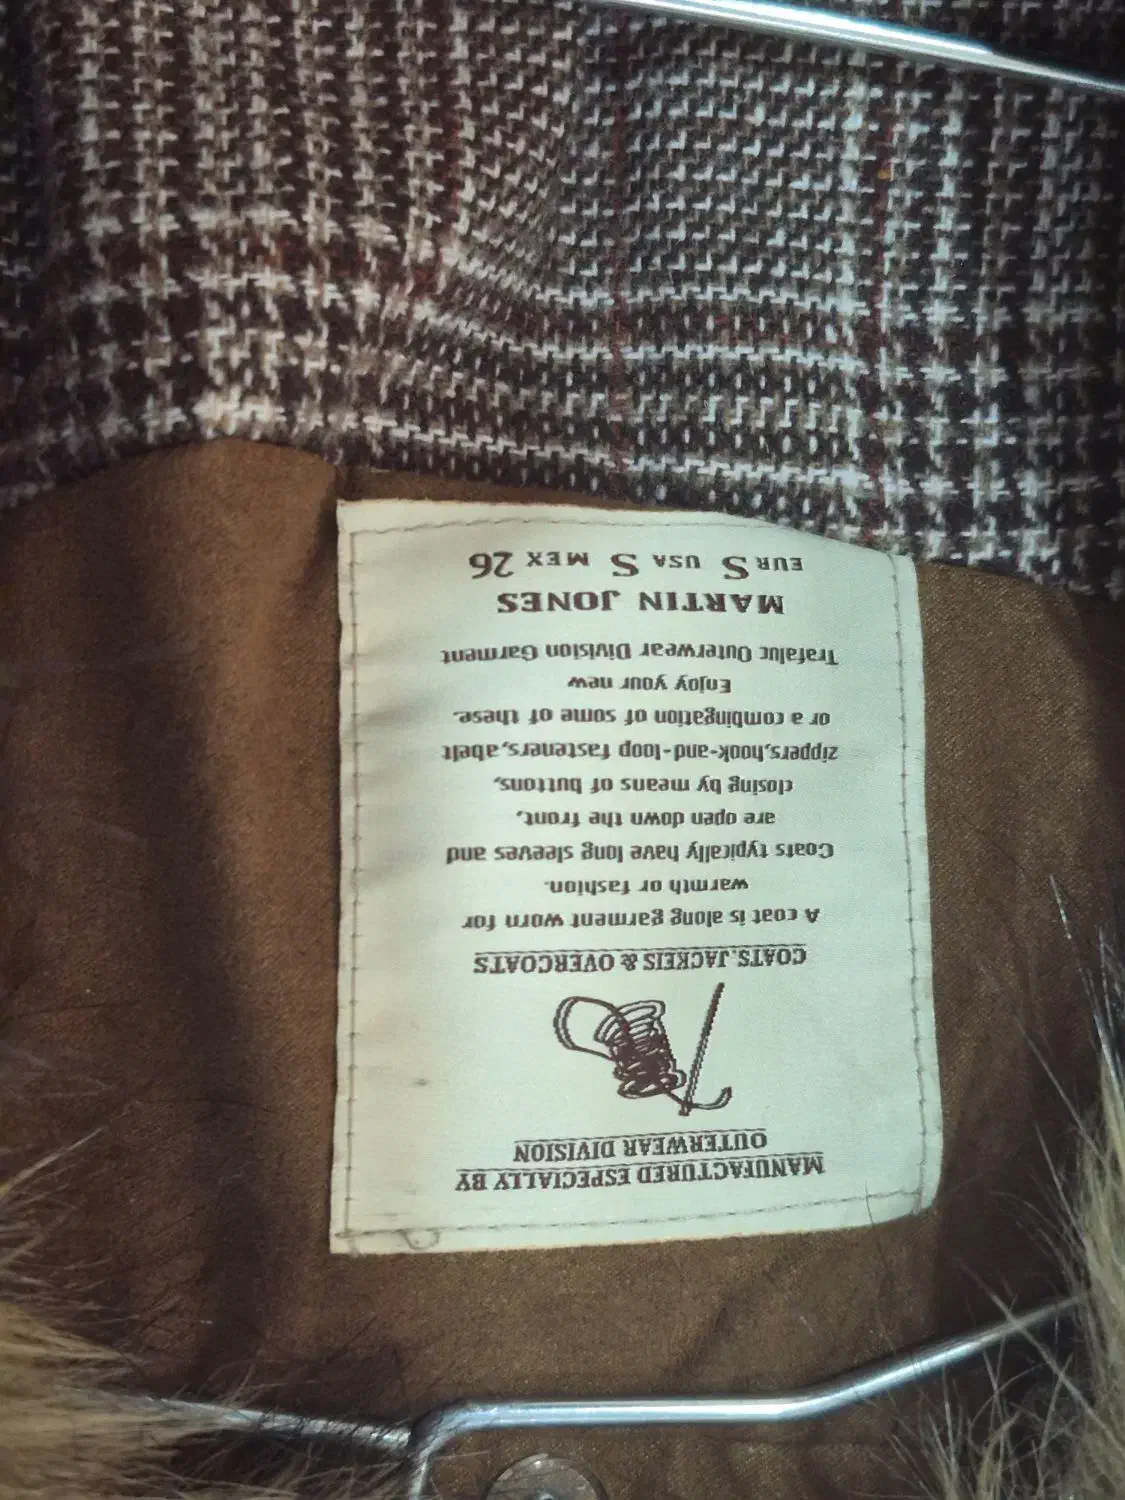 MANUFACTURED ESPECIALLY BY
OUTERWEAR DIVISION
COATS.JACKEIS & OVERCOATS
A coat is along garment worn for
warmth or fashion.
Coats typically have long sleeves and
are open down the front,
closing by means of buttons,
zippers,hook-and-loop fasteners,abelt
or a combingation of some of these.
Enjoy your new
Trafaluc Outerwear Division Garment
MARTIN JONES
EUR S USA S MEX 26